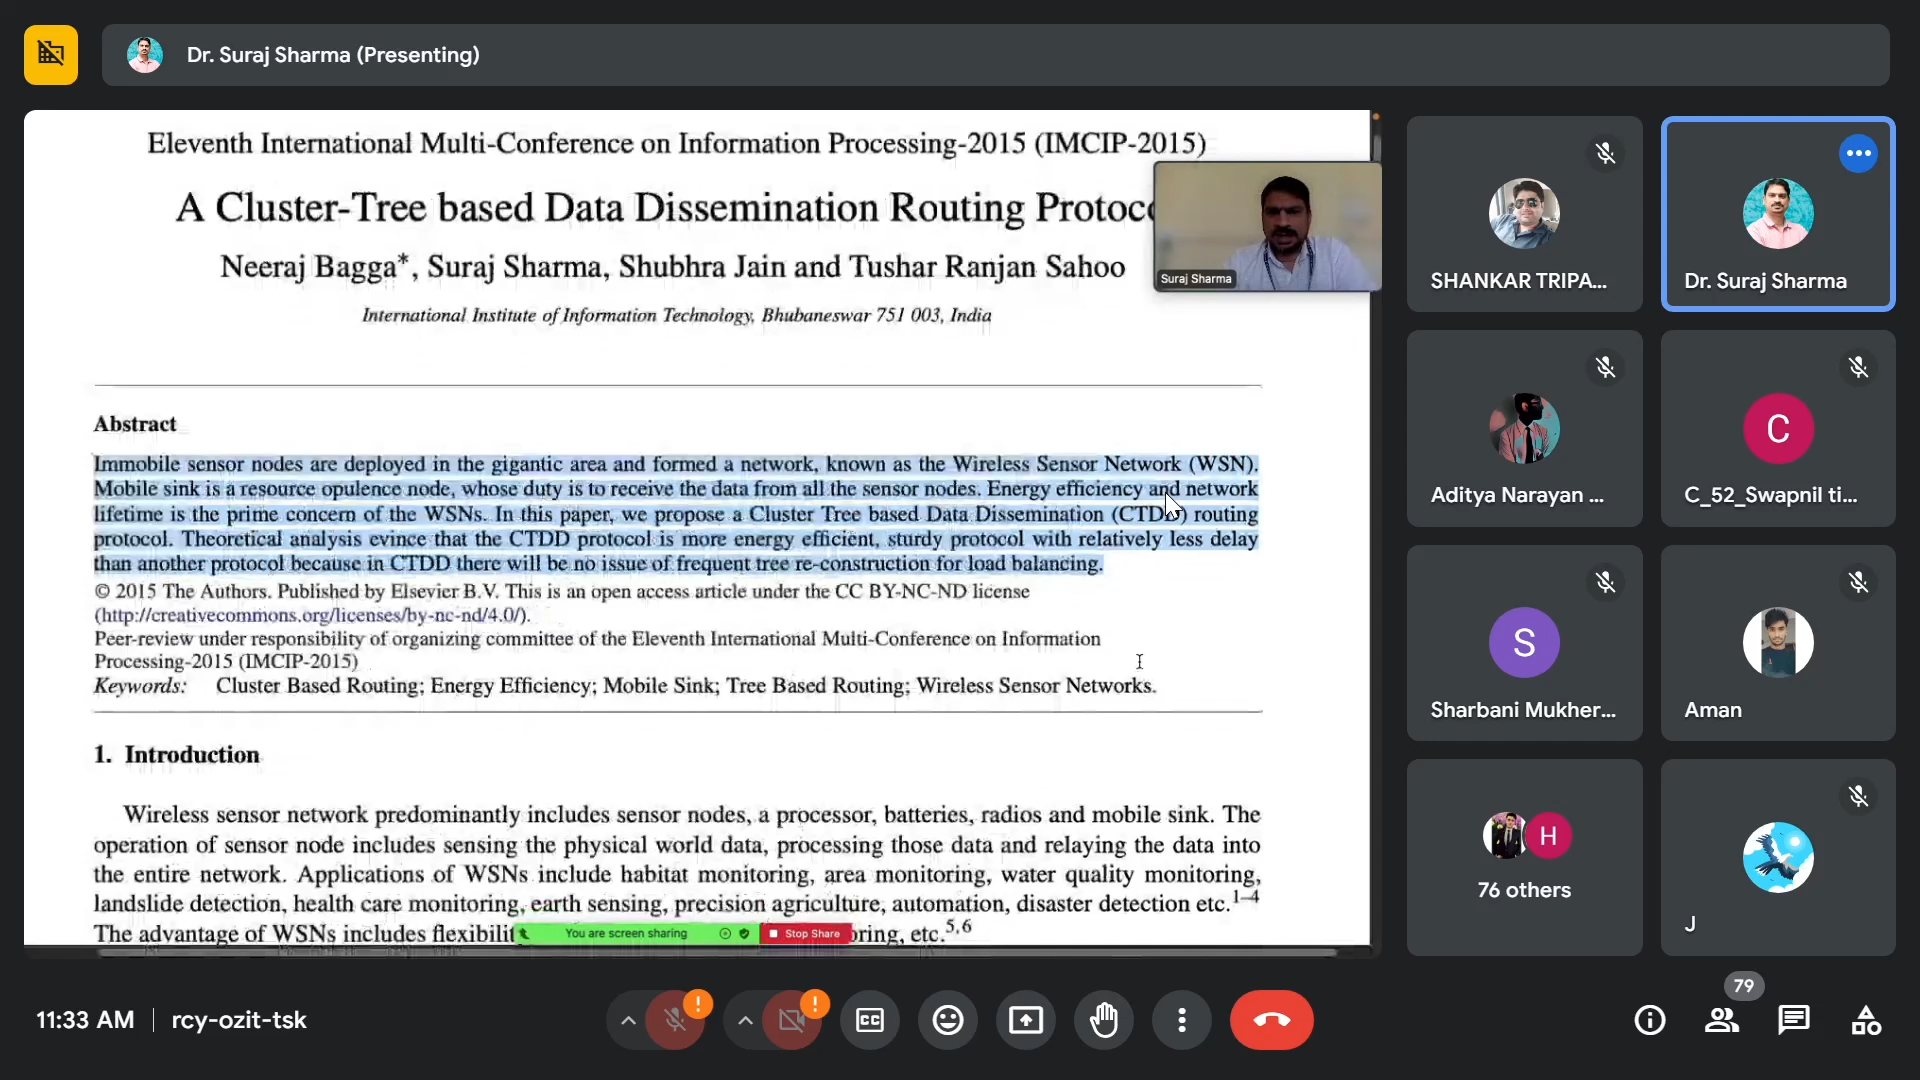 Dr. Suraj Sharma (Presenting)
Eleventh International Multi-Conference on Information Processing-2015 (IMCIP-2015)
A Cluster-Tree based Data Dissemination Routing Protoco
Neeraj Bagga*, Suraj Sharma, Shubhra Jain and Tushar Ranjan Sahoo
International Institute of Information Technology, Bhubaneswar 751 003, India
Suraj Sharma
Abstract
Immobile sensor nodes are deployed in the gigantic area and formed a network, known as the Wireless Sensor Network (WSN).
Mobile sink is a resource opulence node, whose duty is to receive the data from all the sensor nodes. Energy efficiency and network
lifetime is the prime concern of the WSNs. In this paper, we propose a Cluster Tree based Data Dissemination (CTDD) routing
protocol. Theoretical analysis evince that the CTDD protocol is more energy efficient, sturdy protocol with relatively less delay
than another protocol because in CTDD there will be no issue of frequent tree re-construction for load balancing.
© 2015 The Authors. Published by Elsevier B.V. This is an open access article under the CC BY-NC-ND license
(http://creativecommons.org/licenses/by-nc-nd/4.0/).
Peer-review under responsibility of organizing committee of the Eleventh International Multi-Conference on Information
Processing-2015 (IMCIP-2015)
Keywords: Cluster Based Routing; Energy Efficiency; Mobile Sink; Tree Based Routing; Wireless Sensor Networks.
1. Introduction
Wireless sensor network predominantly includes sensor nodes, a processor, batteries, radios and mobile sink. The
operation of sensor node includes sensing the physical world data, processing those data and relaying the data into
the entire network. Applications of WSNs include habitat monitoring, area monitoring, water quality monitoring,
landslide detection, health care monitoring, earth sensing, precision agriculture, automation, disaster detection etc.1–4
The advantage of WSNs includes flexibilit
oring, etc.5,6
You are screen sharing
Stop Share
SHANKAR TRIPA...
Dr. Suraj Sharma
Aditya Narayan ...
C
C_52_Swapnil ti...
S
Sharbani Mukher...
Aman
H
76 others
J
11:33 AM
rcy-ozit-tsk
CC
79